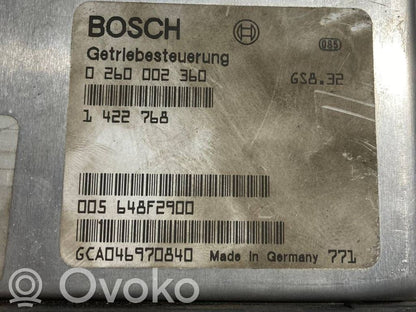 BOSCH
Getriebesteuerung 085
0 260 002 360 GS8.32
1 422 768
005 648F2900
GCA046970840 Made in Germany 771
Ovoko